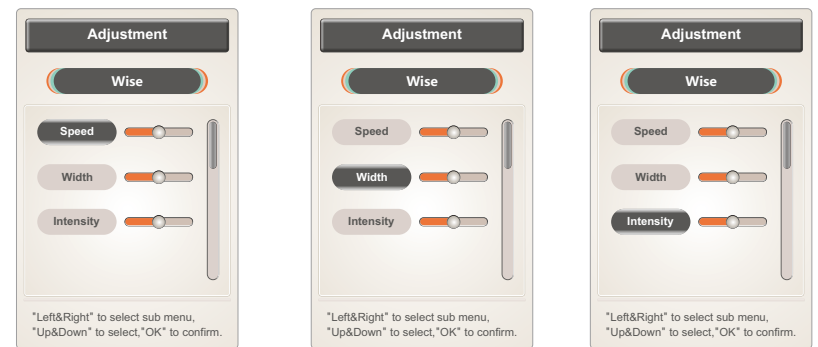 Adjustment
Wise
Speed
Width
Intensity
"Left&Right" to select sub menu,
"Up&Down" to select,"OK" to confirm.
Adjustment
Wise
Speed
Width
Intensity
"Left&Right" to select sub menu,
"Up&Down" to select,"OK" to confirm.
Adjustment
Wise
Speed
Width
Intensity
"Left&Right" to select sub menu,
"Up&Down" to select,"OK" to confirm.